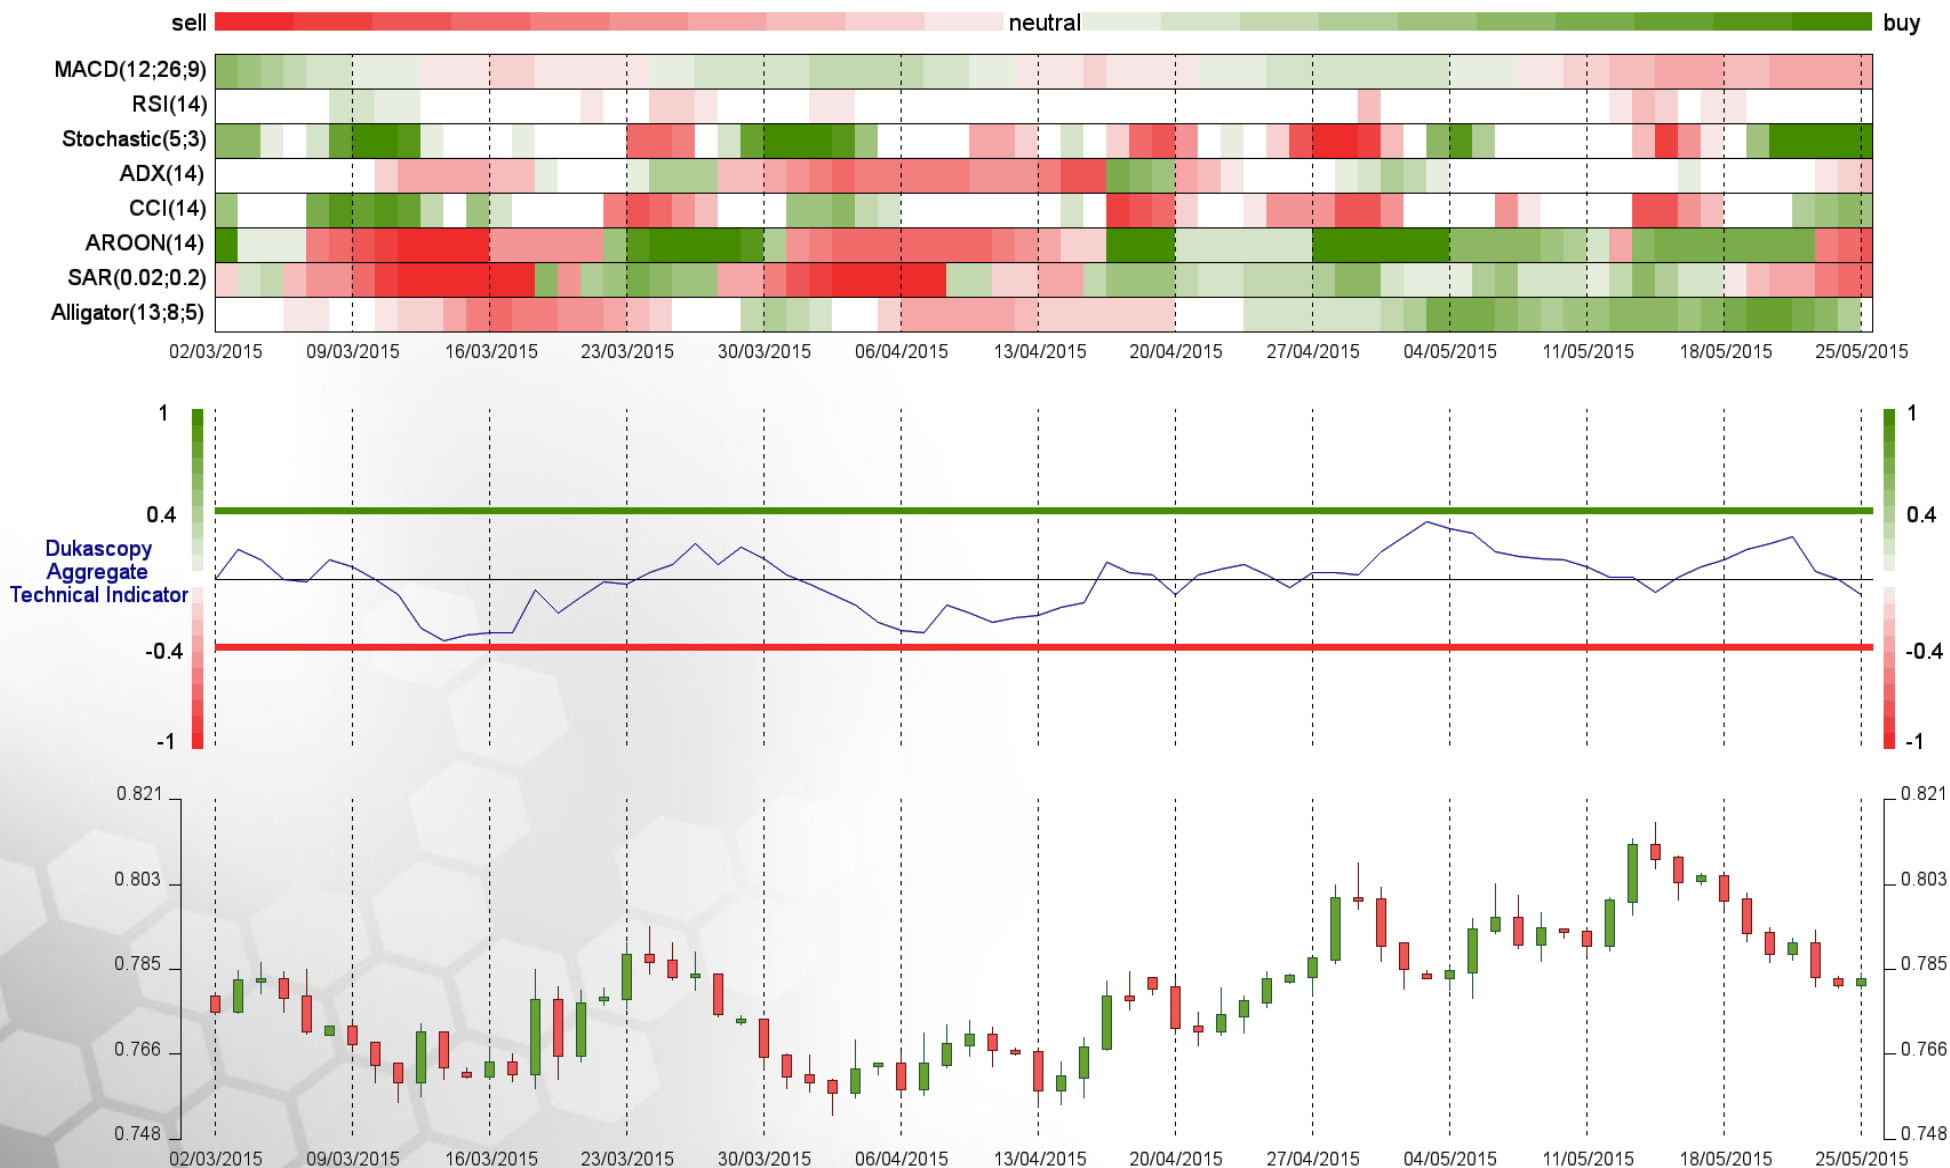 sell neutral buy
MACD(12;26;9)
RSI(14)
Stochastic(5;3)
ADX(14)
CCI(14)
AROON(14)
SAR(0.02;0.2)
Alligator(13;8;5)
02/03/2015 09/03/2015 16/03/2015 23/03/2015 30/03/2015 06/04/2015 13/04/2015 20/04/2015 27/04/2015 04/05/2015 11/05/2015 18/05/2015 25/05/2015
1 1
0.4 0.4
Dukascopy
Aggregate
Technical Indicator
-0.4 -0.4
-1 -1
0.821 0.821
0.803 0.803
0.785 0.785
0.766 0.766
0.748 0.748
02/03/2015 09/03/2015 16/03/2015 23/03/2015 30/03/2015 06/04/2015 13/04/2015 20/04/2015 27/04/2015 04/05/2015 11/05/2015 18/05/2015 25/05/2015